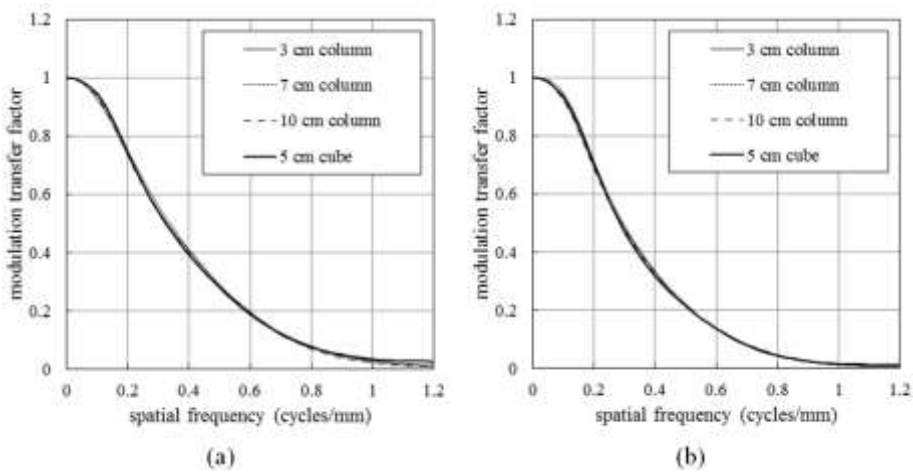 1.2
1
0.8
0.6
0.4
0.2
0
modulation transfer factor
3 cm column
7 cm column
10 cm column
5 cm cube
0 0.2 0.4 0.6 0.8 1 1.2
spatial frequency (cycles/mm)
(a)
1.2
1
0.8
0.6
0.4
0.2
0
modulation transfer factor
3 cm column
7 cm column
10 cm column
5 cm cube
0 0.2 0.4 0.6 0.8 1 1.2
spatial frequency (cycles/mm)
(b)